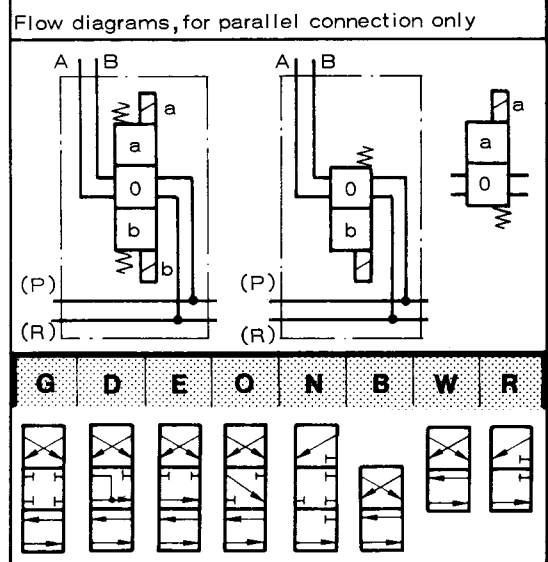 Flow diagrams, for parallel connection only
A B
A B
a
a
a
a
0
0
0
b
b
b
(P)
(P)
(R)
(R)
G D E O N B W R